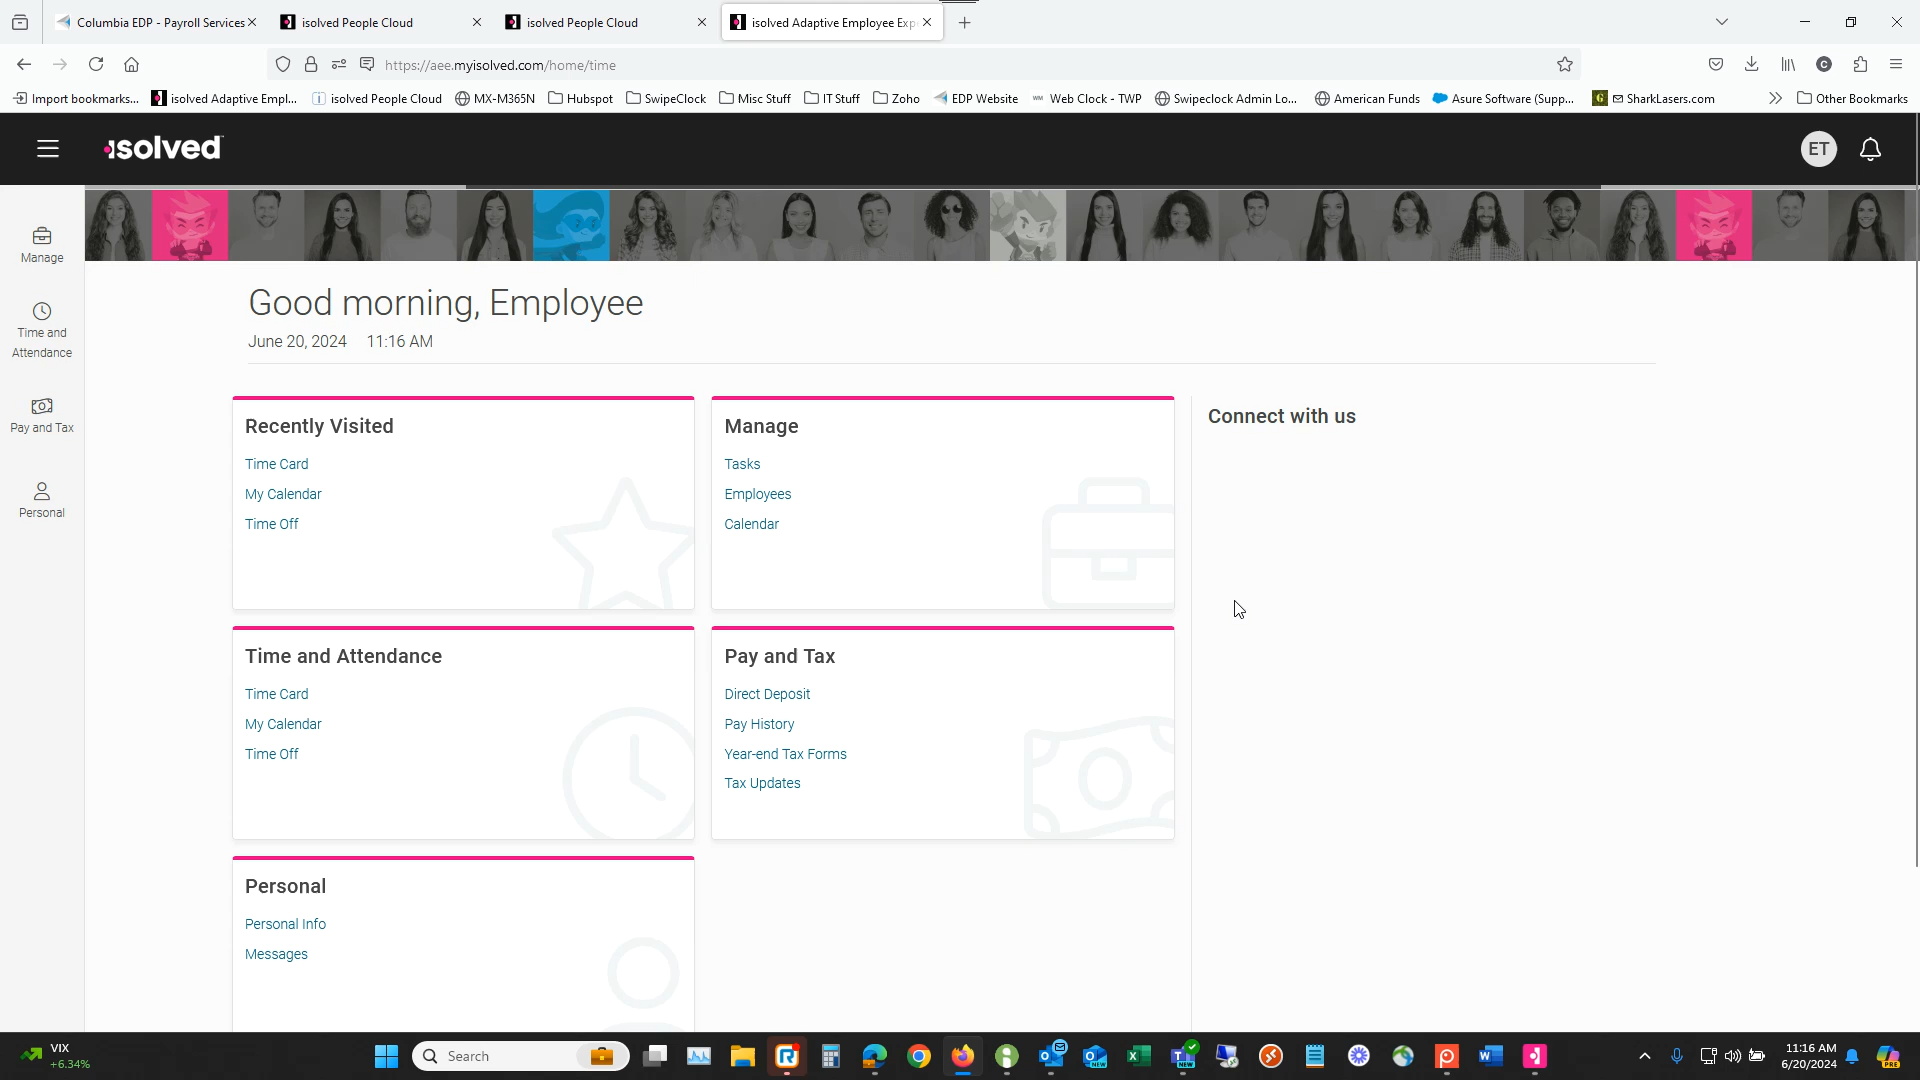 Columbia EDP - Payroll Services
isolved People Cloud
isolved People Cloud
isolved Adaptive Employee Exp
https://aee.myisolved.com/home/time
C
Import bookmarks...
isolved Adaptive Empl...
isolved People Cloud
MX-M365N
Hubspot
SwipeClock
Misc Stuff
IT Stuff
Zoho
EDP Website
Web Clock - TWP
Swipeclock Admin Lo...
American Funds
Asure Software (Supp...
SharkLasers.com
Other Bookmarks
isolved
ET
Manage
Time and
Attendance
Pay and Tax
Personal
Good morning, Employee
June 20, 2024 11:16 AM
Recently Visited
Time Card
My Calendar
Time Off
Manage
Tasks
Employees
Calendar
Connect with us
Time and Attendance
Time Card
My Calendar
Time Off
Pay and Tax
Direct Deposit
Pay History
Year-end Tax Forms
Tax Updates
Personal
Personal Info
Messages
VIX
+6.34%
Search
11:16 AM
6/20/2024